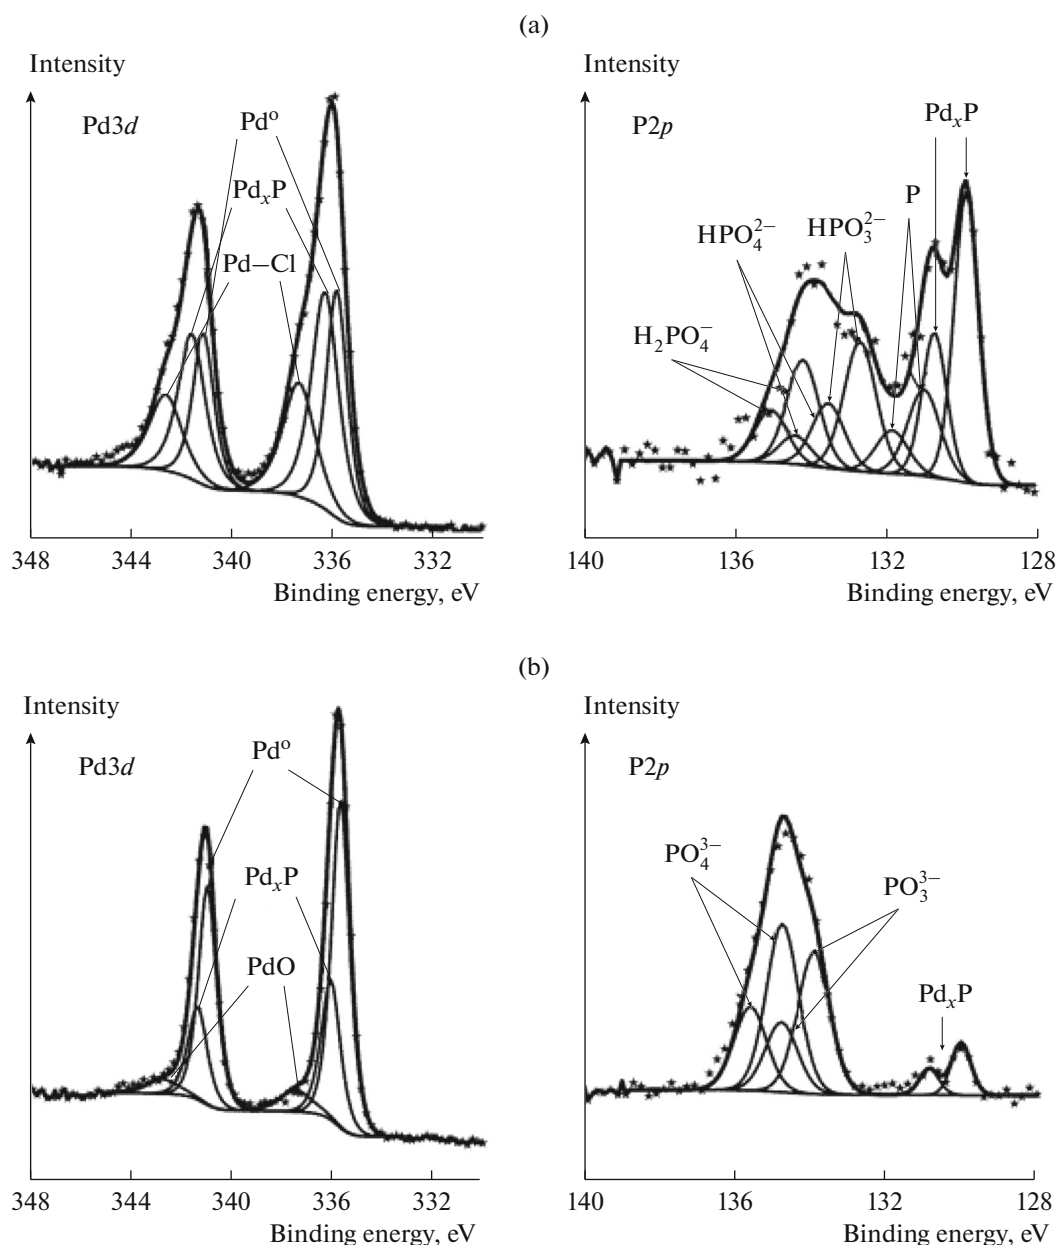 (a)
Intensity
Pd3d
Pd⁰
PdₓP
Pd–Cl
348 344 340 336 332
Binding energy, eV
Intensity
P2p
PdₓP
P
HPO₃²⁻
HPO₄²⁻
H₂PO₄⁻
140 136 132 128
Binding energy, eV
(b)
Intensity
Pd3d
Pd⁰
PdₓP
PdO
348 344 340 336 332
Binding energy, eV
Intensity
P2p
PO₄³⁻
PO₃³⁻
PdₓP
140 136 132 128
Binding energy, eV